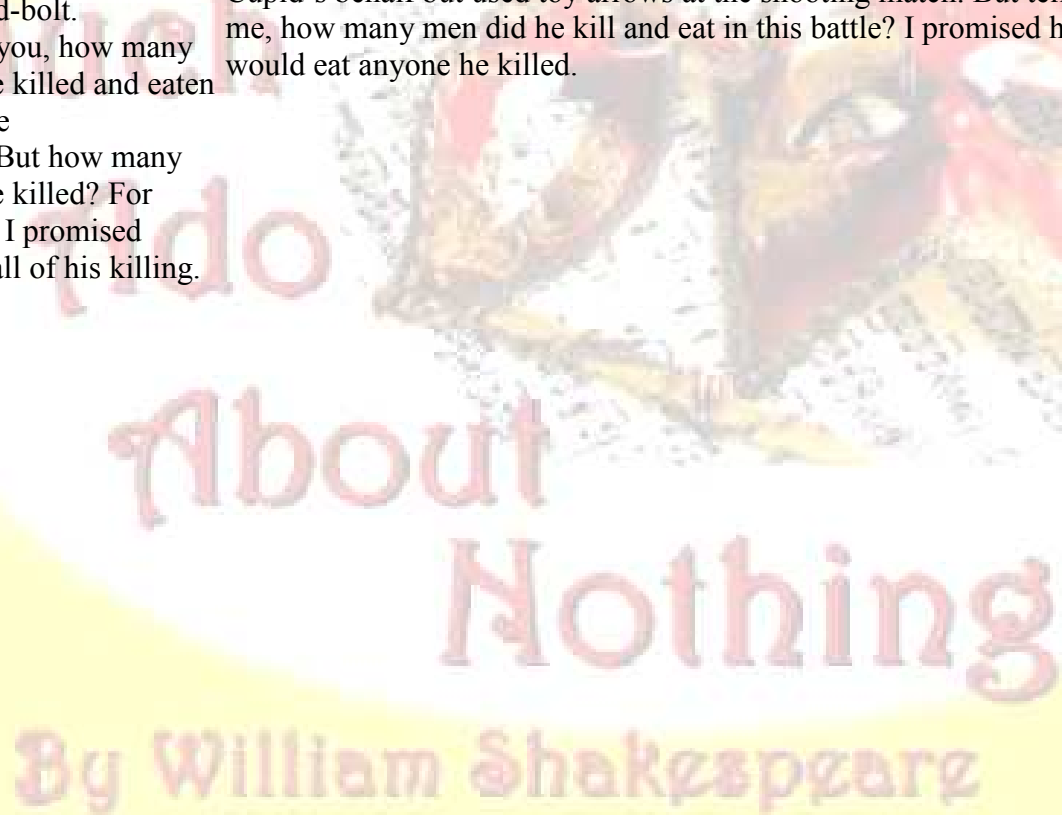 d-bolt.
you, how many
e killed and eaten
e
But how many
e killed? For
I promised
all of his killing.
Cupid's behalf but used toy arrows at the shooting match. But
me, how many men did he kill and eat in this battle? I promised h
would eat anyone he killed.
Ado
About
Nothing
By William Shakespeare